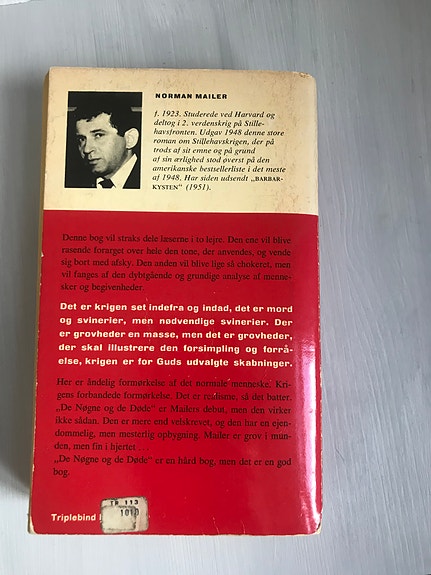 NORMAN MAILER
f. 1923. Studerede ved Harvard og
deltog i 2. verdenskrig på Stille-
havsfronten. Udgav 1948 denne store
roman om Stillehavskrigen, der på
trods af sit emne og på grund
af sin ærlighed stod øverst på den
amerikanske bestsellerliste i det meste
af 1948. Har siden udsendt „BARBAR-
KYSTEN” (1951).
Denne bog vil straks dele læserne i to lejre. Den ene vil blive
rasende forarget over hele den tone, der anvendes, og vende
sig bort med afsky. Den anden vil blive lige så chokeret, men
vil fanges af den dybtgående og grundige analyse af menne-
sker og begivenheder.
Det er krigen set indefra og indad, det er mord
og svinerier, men nødvendige svinerier. Der
er grovheder en masse, men det er grovheder,
der skal illustrere den forsimpling og forrå-
else, krigen er for Guds udvalgte skabninger.
Her er åndelig formørkelse af det normale menneske. Kri-
gens forbandede formørkelse. Det er realisme, så det batter.
„De Nøgne og de Døde” er Mailers debut, men den virker
ikke sådan. Den er mere end velskrevet, og den har en ejen-
dommelig, men mesterlig opbygning. Mailer er grov i mun-
den, men fin i hjertet...
„De Nøgne og de Døde” er en hård bog, men det er en god
bog.
TR 113
1010
Triplebind